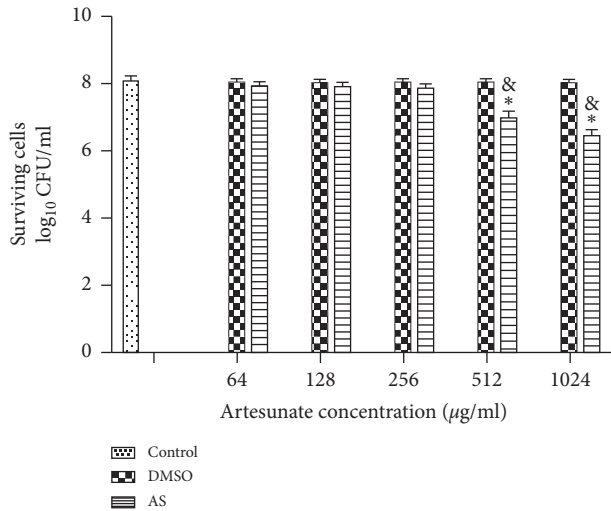 10
8
6
4
2
0
Surviving cells
log₁₀ CFU/ml
&
*
&
*
64 128 256 512 1024
Artesunate concentration (μg/ml)
Control
DMSO
AS